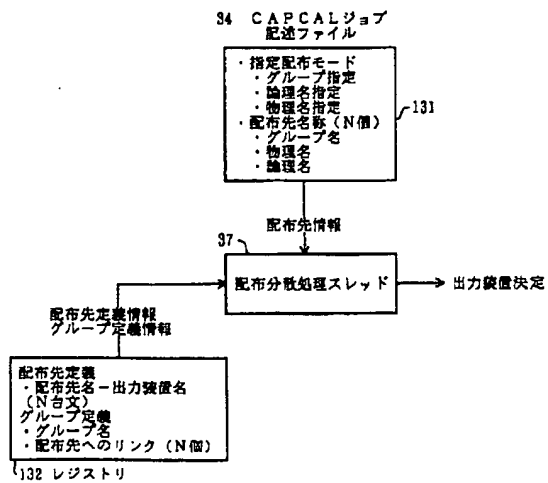 34 CAPCALジョブ
記述ファイル
・指定配布モード
・グループ指定
・論理名指定
・物理名指定
・配布先名称(N個)
・グループ名
・物理名
・論理名
131
配布先情報
37
配布分散処理スレッド
出力装置決定
配布先定義情報
グループ定義情報
配布先定義
・配布先名-出力装置名
(N台文)
グループ定義
・グループ名
・配布先へのリンク(N個)
132 レジストリ